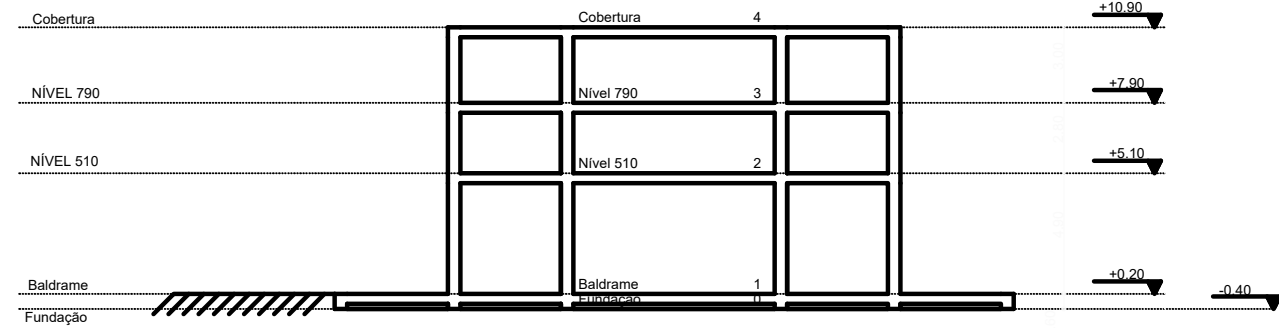 Cobertura Cobertura 4 +10.90
NÍVEL 790 Nível 790 3 +7.90
NÍVEL 510 Nível 510 2 +5.10
Baldrame Baldrame 1 +0.20
Fundação 0 -0.40
Fundação